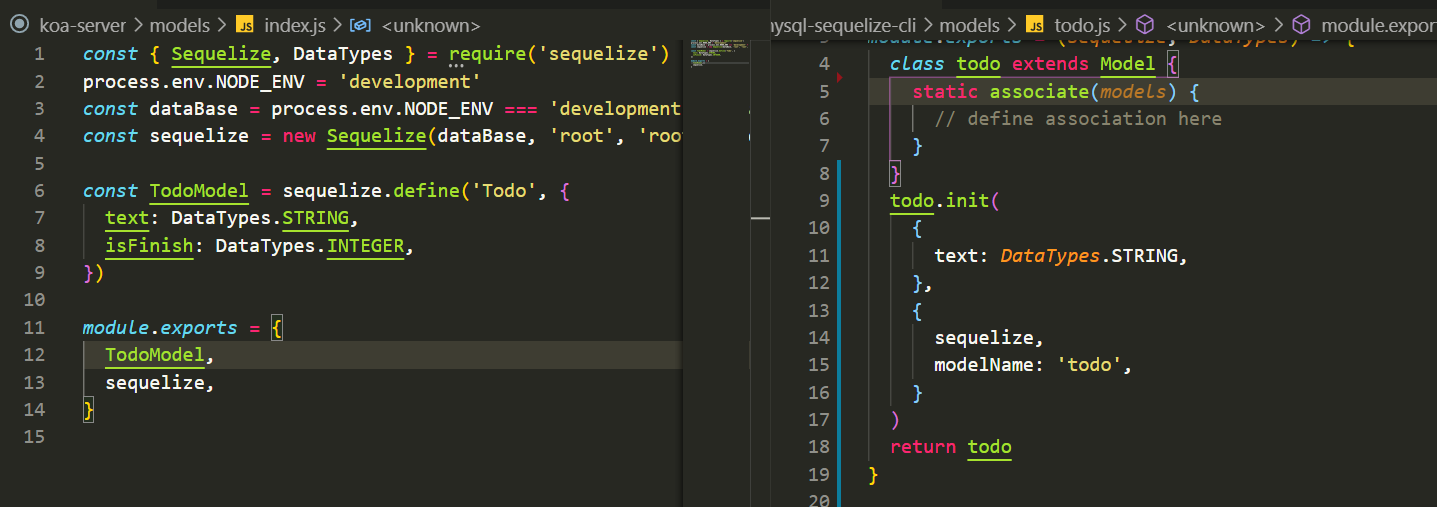 koa-server > models > JS index.js > <unknown>
1 const { Sequelize, DataTypes } = require('sequelize')
2 process.env.NODE_ENV = 'development'
3 const dataBase = process.env.NODE_ENV === 'development
4 const sequelize = new Sequelize(dataBase, 'root', 'roo
5
6 const TodoModel = sequelize.define('Todo', {
7 text: DataTypes.STRING,
8 isFinish: DataTypes.INTEGER,
9 })
10
11 module.exports = {
12 TodoModel,
13 sequelize,
14 }
15
mysql-sequelize-cli > models > JS todo.js > <unknown> > module.expor
4 class todo extends Model {
5 static associate(models) {
6 // define association here
7 }
8 }
9 todo.init(
10 {
11 text: DataTypes.STRING,
12 },
13 {
14 sequelize,
15 modelName: 'todo',
16 }
17 )
18 return todo
19 }
20